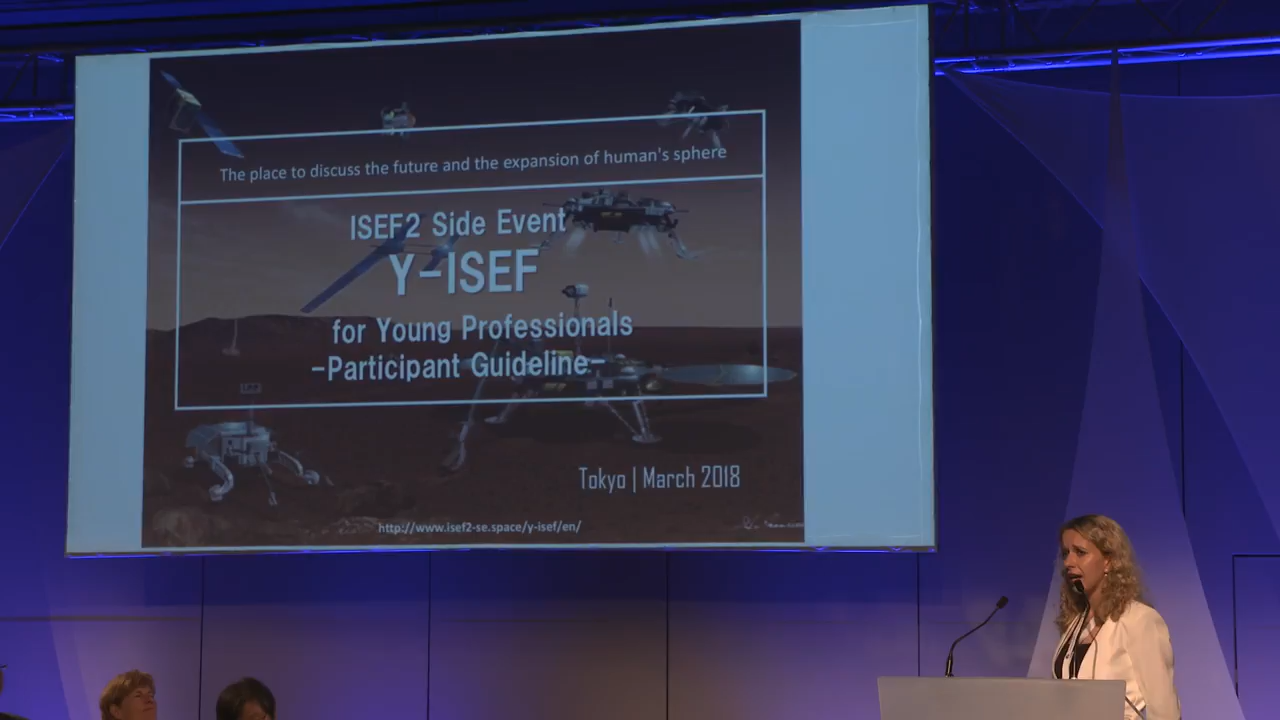 The place to discuss the future and the expansion of human's sphere
ISEF2 Side Event
Y-ISEF
for Young Professionals
-Participant Guideline-
Tokyo | March 2018
http://www.isef2-se.space/y-isef/en/